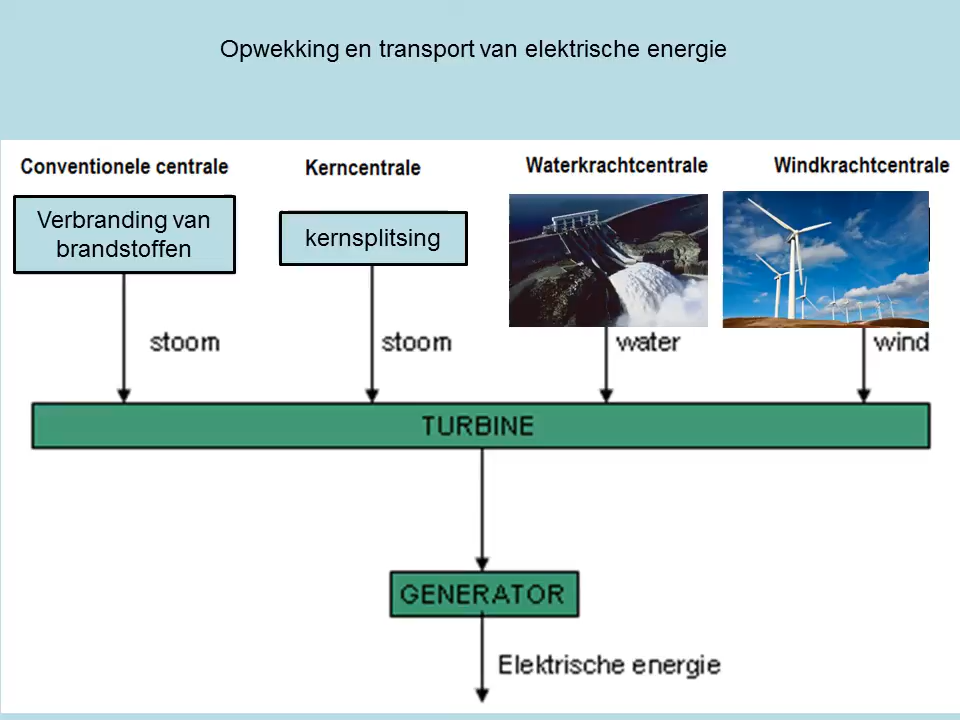 Opwekking en transport van elektrische energie
Conventionele centrale
Kerncentrale
Waterkrachtcentrale
Windkrachtcentrale
Verbranding van
brandstoffen
kernsplitsing
stoom
stoom
water
wind
TURBINE
GENERATOR
Elektrische energie